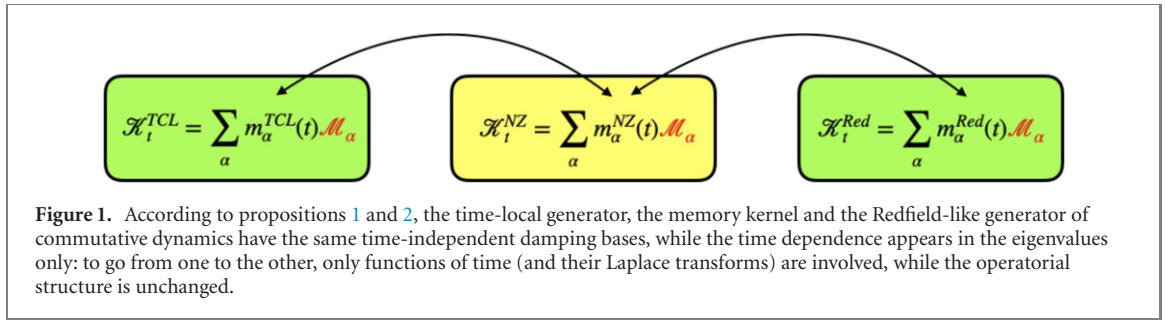 𝒦_t^{TCL} = ∑_α m_α^{TCL}(t) ℳ_α
𝒦_t^{NZ} = ∑_α m_α^{NZ}(t) ℳ_α
𝒦_t^{Red} = ∑_α m_α^{Red}(t) ℳ_α
Figure 1. According to propositions 1 and 2, the time-local generator, the memory kernel and the Redfield-like generator of
commutative dynamics have the same time-independent damping bases, while the time dependence appears in the eigenvalues
only: to go from one to the other, only functions of time (and their Laplace transforms) are involved, while the operatorial
structure is unchanged.